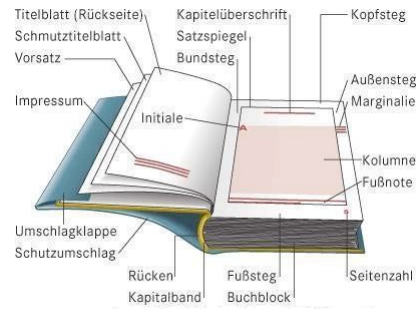 Titelblatt (Rückseite)
Schmutztitelblatt
Vorsatz
Impressum
Initiale
Kapitelüberschrift
Satzspiegel
Bundsteg
Kopfsteg
Außensteg
Marginalie
A
Kolumne
Fußnote
Umschlagklappe
Schutzumschlag
Rücken
Kapitalband
Fußsteg
Buchblock
Seitenzahl